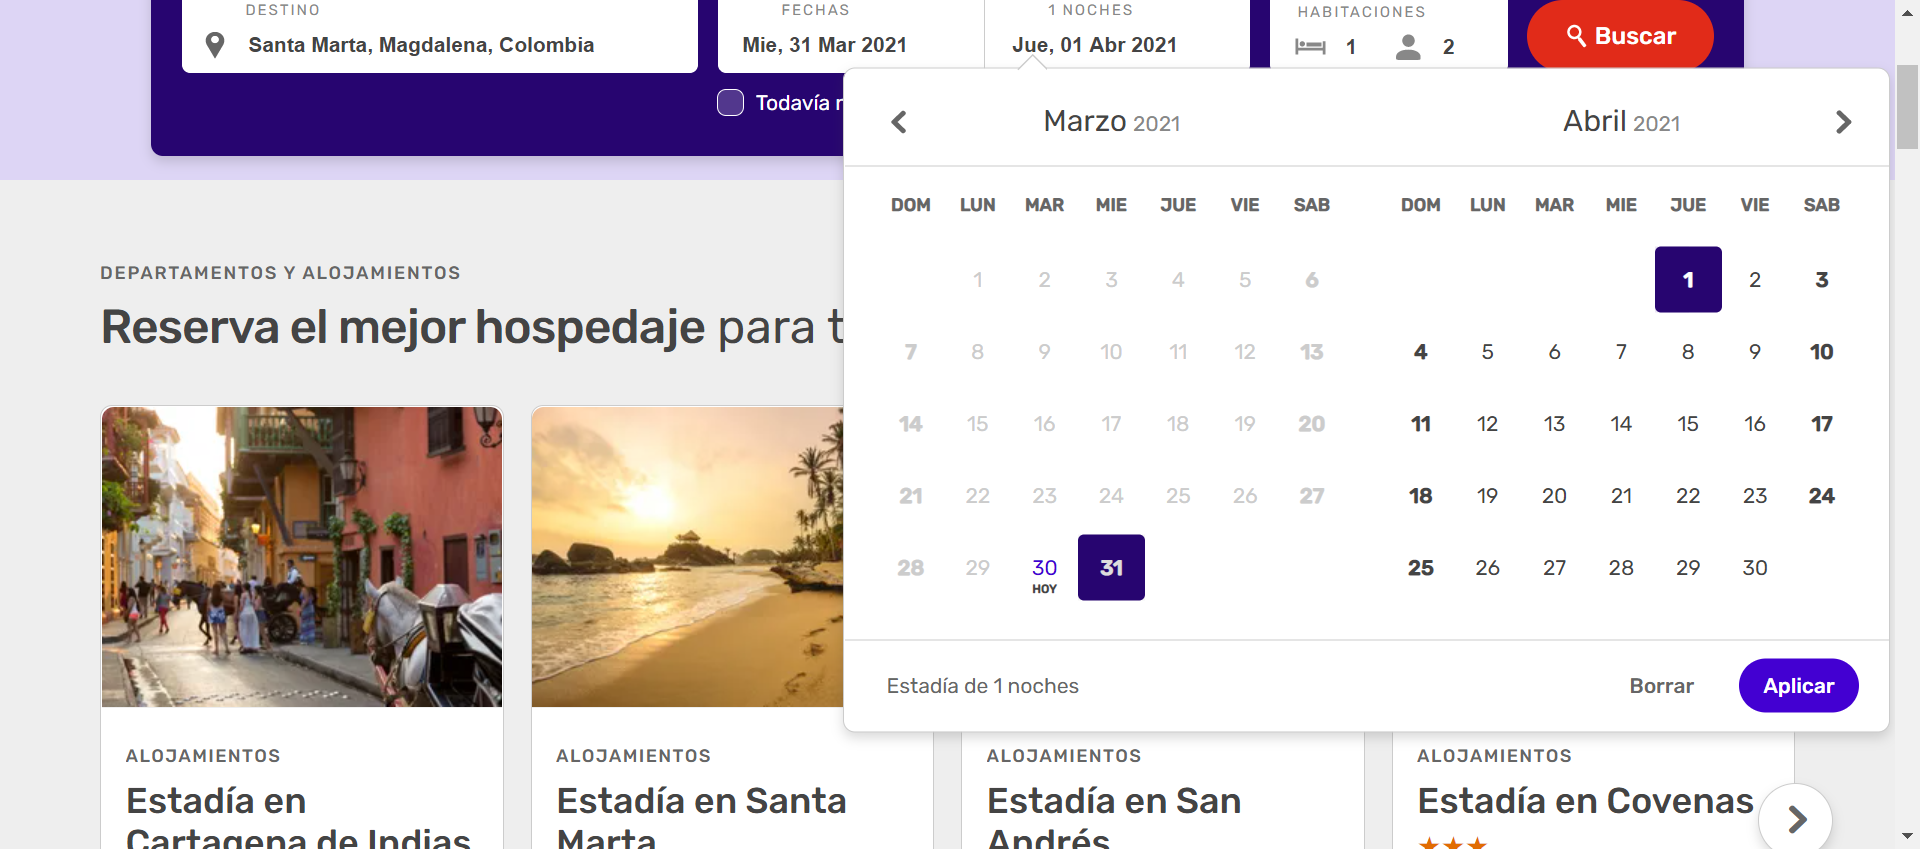 DESTINO
Santa Marta, Magdalena, Colombia
FECHAS
Mie, 31 Mar 2021
1 NOCHES
Jue, 01 Abr 2021
HABITACIONES
1 2
Buscar
Todavía
Marzo 2021
DOM LUN MAR MIE JUE VIE SAB
1 2 3 4 5 6
7 8 9 10 11 12 13
14 15 16 17 18 19 20
21 22 23 24 25 26 27
28 29 30 31
HOY
Abril 2021
DOM LUN MAR MIE JUE VIE SAB
1 2 3
4 5 6 7 8 9 10
11 12 13 14 15 16 17
18 19 20 21 22 23 24
25 26 27 28 29 30
Estadía de 1 noches
Borrar
Aplicar
DEPARTAMENTOS Y ALOJAMIENTOS
Reserva el mejor hospedaje para
ALOJAMIENTOS
Estadía en
Cartagena de Indias
ALOJAMIENTOS
Estadía en Santa
Marta
ALOJAMIENTOS
Estadía en San
Andrés
ALOJAMIENTOS
Estadía en Covenas